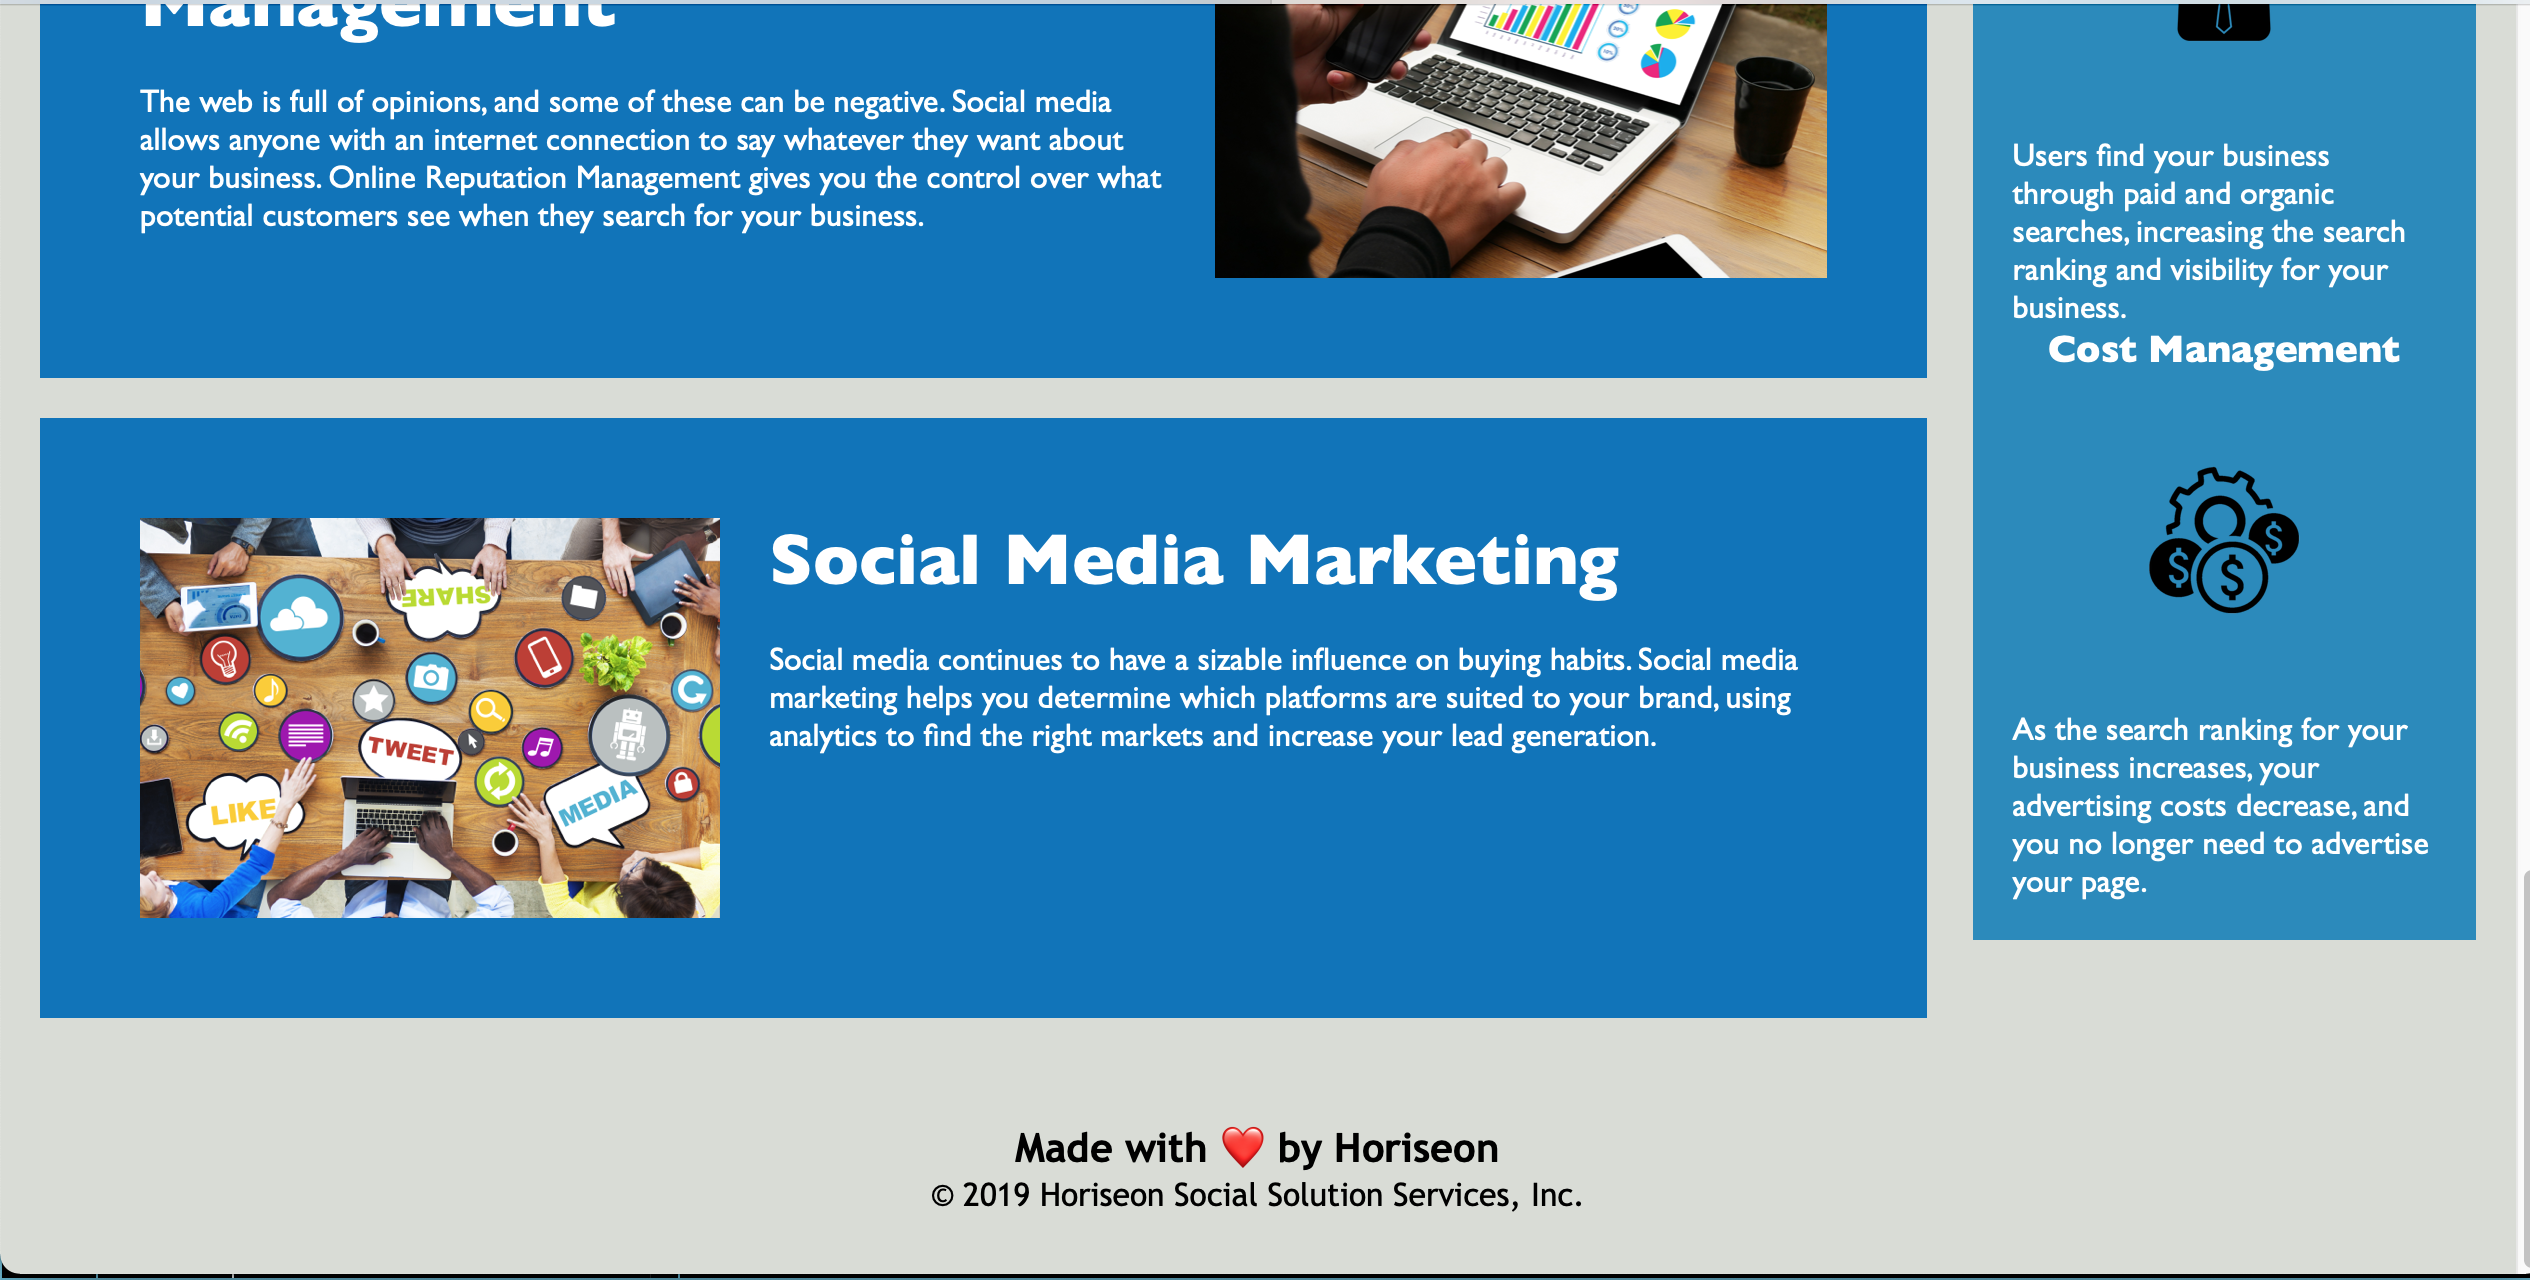 Management
The web is full of opinions, and some of these can be negative. Social media
allows anyone with an internet connection to say whatever they want about
your business. Online Reputation Management gives you the control over what
potential customers see when they search for your business.
Users find your business
through paid and organic
searches, increasing the search
ranking and visibility for your
business.
Cost Management
$
$
$
As the search ranking for your
business increases, your
advertising costs decrease, and
you no longer need to advertise
your page.
SHARE
TWEET
LIKE
MEDIA
Social Media Marketing
Social media continues to have a sizable influence on buying habits. Social media
marketing helps you determine which platforms are suited to your brand, using
analytics to find the right markets and increase your lead generation.
Made with ❤️ by Horiseon
© 2019 Horiseon Social Solution Services, Inc.